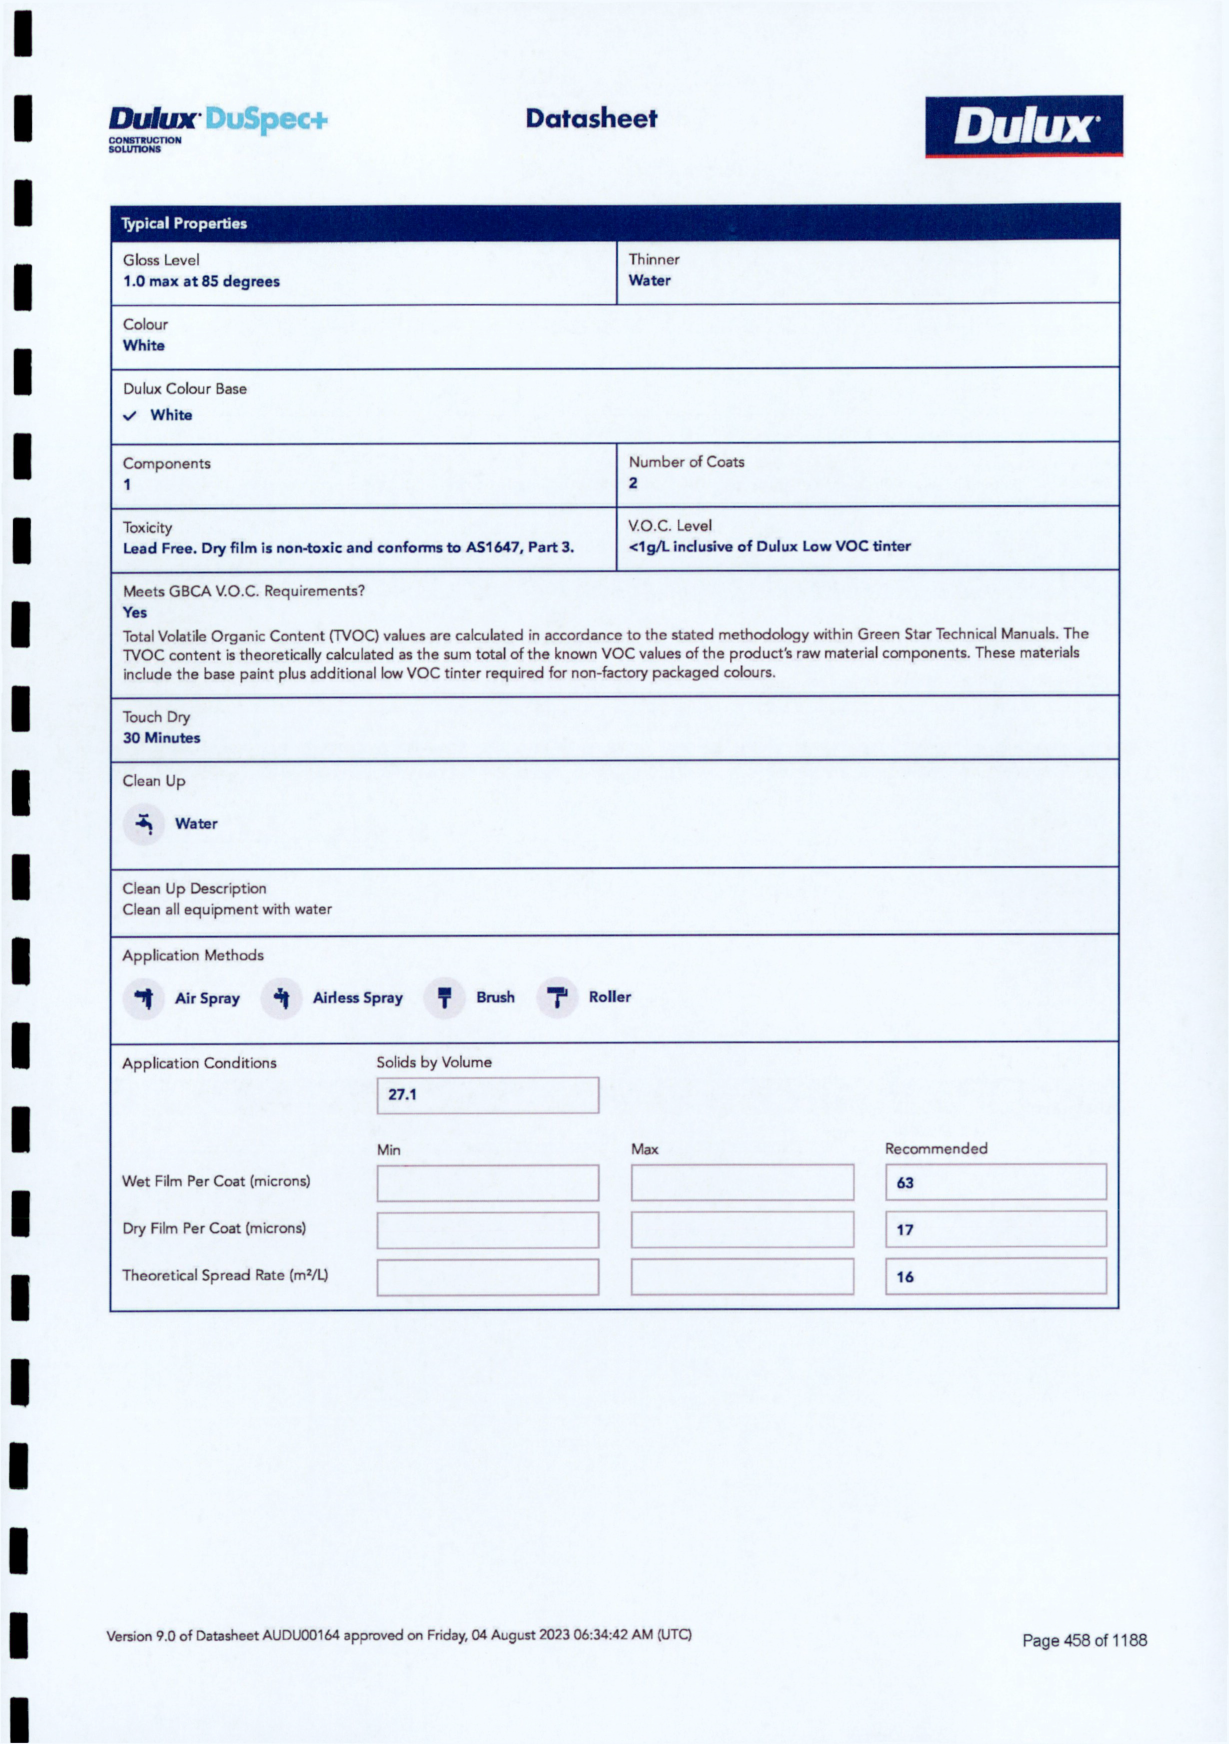 Dulux DuSpec+
CONSTRUCTION
SOLUTIONS
Datasheet
Dulux
Typical Properties
Gloss Level
1.0 max at 85 degrees
Thinner
Water
Colour
White
Dulux Colour Base
✓ White
Components
1
Number of Coats
2
Toxicity
Lead Free. Dry film is non-toxic and conforms to AS1647, Part 3.
V.O.C. Level
<1g/L inclusive of Dulux Low VOC tinter
Meets GBCA V.O.C. Requirements?
Yes
Total Volatile Organic Content (TVOC) values are calculated in accordance to the stated methodology within Green Star Technical Manuals. The
TVOC content is theoretically calculated as the sum total of the known VOC values of the product's raw material components. These materials
include the base paint plus additional low VOC tinter required for non-factory packaged colours.
Touch Dry
30 Minutes
Clean Up
Water
Clean Up Description
Clean all equipment with water
Application Methods
Air Spray Airless Spray Brush Roller
Application Conditions
Solids by Volume
27.1
Min Max Recommended
Wet Film Per Coat (microns) 63
Dry Film Per Coat (microns) 17
Theoretical Spread Rate (m²/L) 16
Version 9.0 of Datasheet AUDU00164 approved on Friday, 04 August 2023 06:34:42 AM (UTC)
Page 458 of 1188